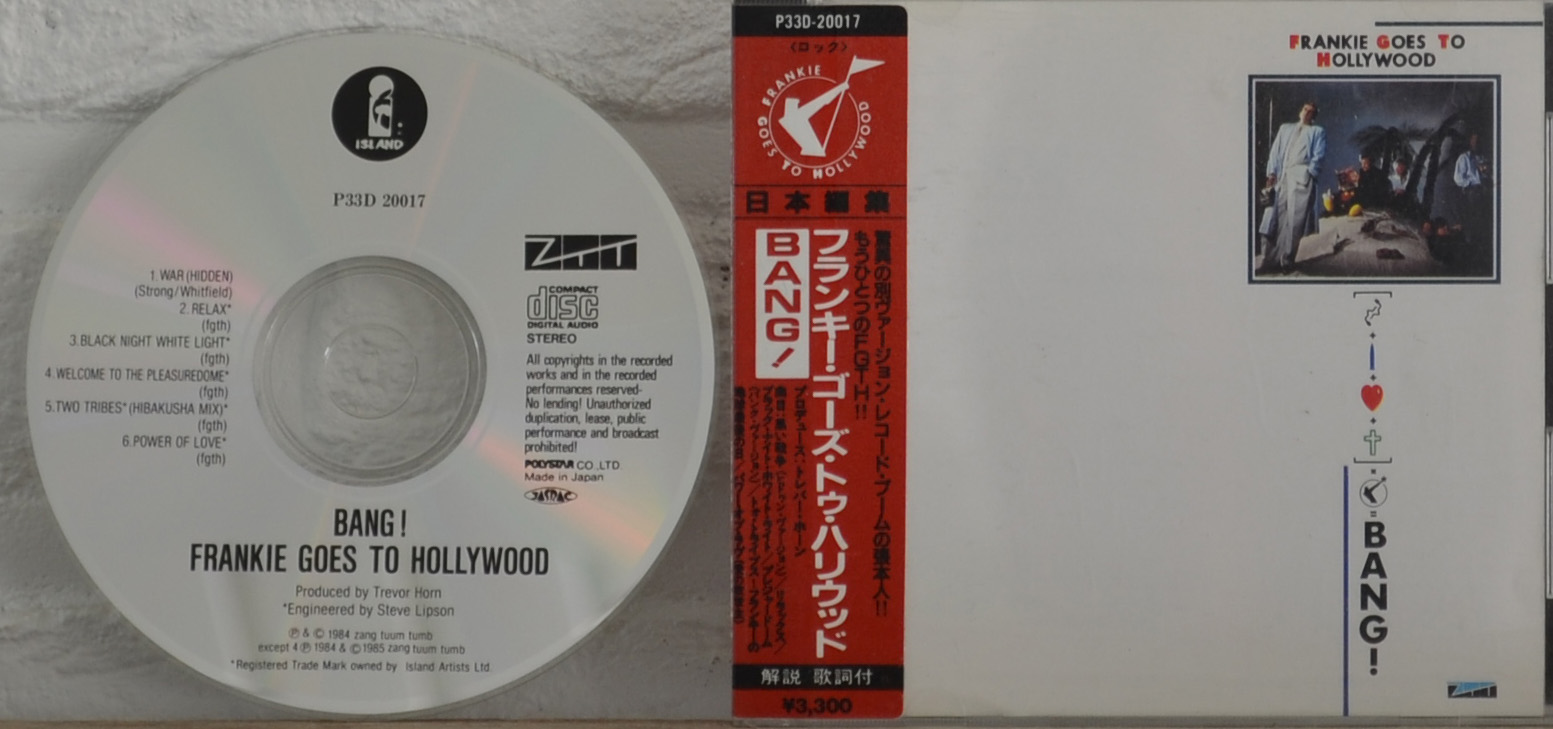 ISLAND
P33D 20017
ZTT
1. WAR (HIDDEN)
(Strong/Whitfield)
2. RELAX*
(fgth)
3. BLACK NIGHT WHITE LIGHT*
(fgth)
4. WELCOME TO THE PLEASUREDOME*
(fgth)
5. TWO TRIBES* (HIBAKUSHA MIX)*
(fgth)
6. POWER OF LOVE*
(fgth)
COMPACT
disc
DIGITAL AUDIO
STEREO
All copyrights in the recorded
works and in the recorded
performances reserved-
No lending! Unauthorized
duplication, lease, public
performance and broadcast
prohibited!
POLYSTAR CO.,LTD.
Made in Japan
JASRAC
BANG!
FRANKIE GOES TO HOLLYWOOD
Produced by Trevor Horn
*Engineered by Steve Lipson
℗ & © 1984 zang tuum tumb
except 4 ℗ 1984 & © 1985 zang tuum tumb
*Registered Trade Mark owned by Island Artists Ltd.
P33D-20017
〈ロック〉
FRANKIE GOES TO HOLLYWOOD
日本編集
驚異の別ヴァージョン・レコード・ブームの張本人!!
もうひとつのFGTH!!
フランキー・ゴーズ・トゥ・ハリウッド
BANG!
プロデュース:トレバー・ホーン
解説 歌詞付
¥3,300
FRANKIE GOES TO
HOLLYWOOD
BANG!
ZTT